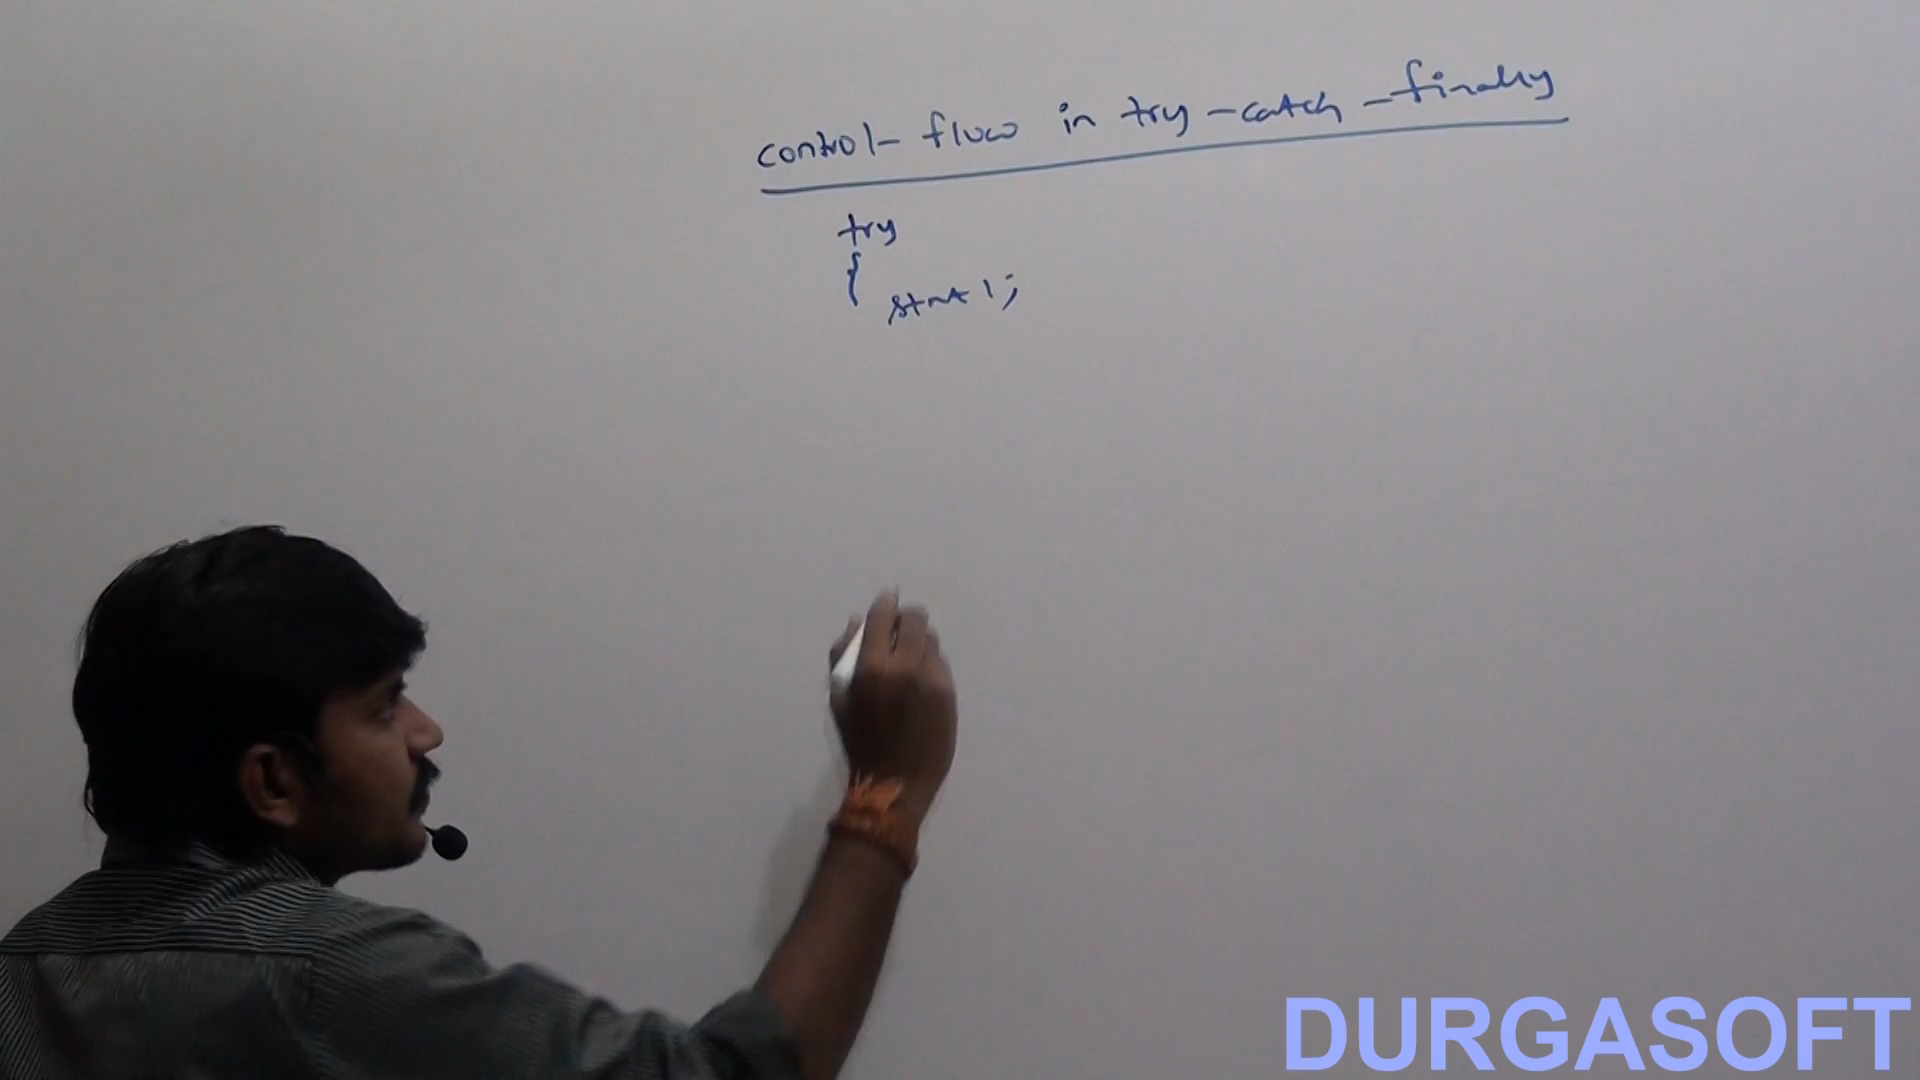 control- flow in try -catch -finally
try
{
stmt 1;
DURGASOFT